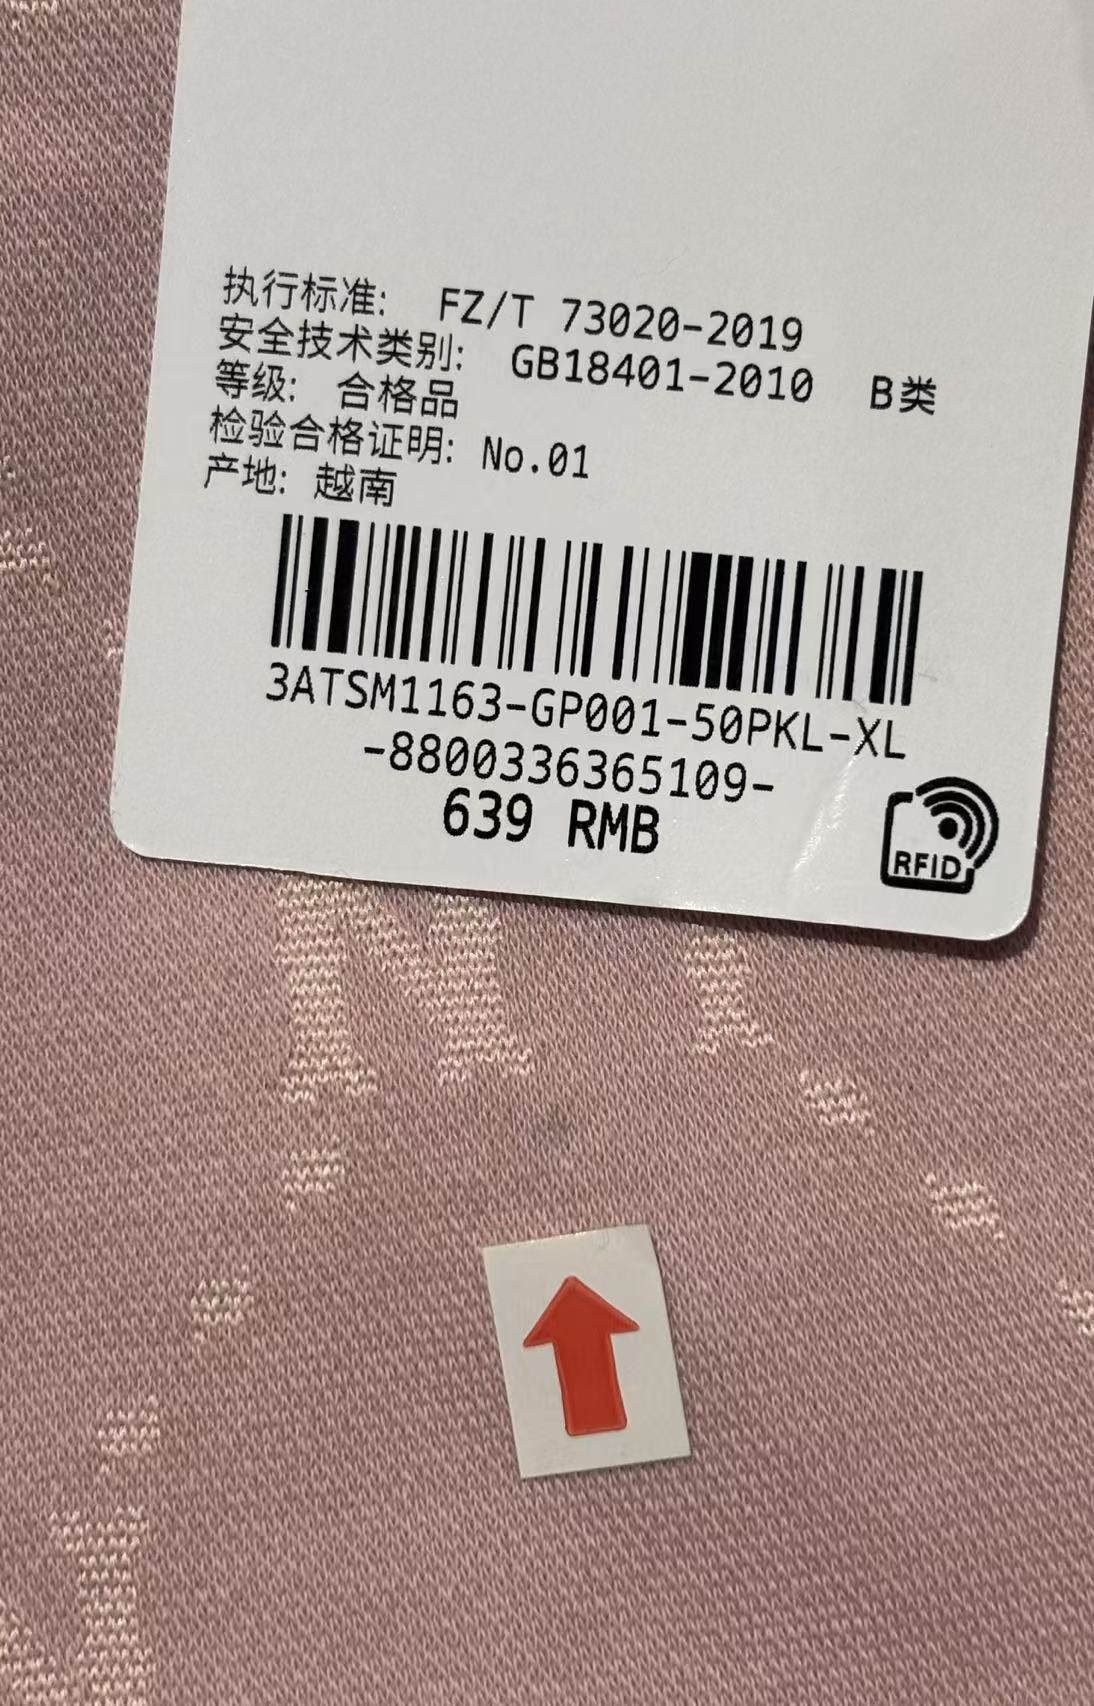 执行标准: FZ/T 73020-2019
安全技术类别: GB18401-2010 B类
等级: 合格品
检验合格证明: No.01
产地: 越南
3ATSM1163-GP001-50PKL-XL
-8800336365109-
639 RMB
RFID